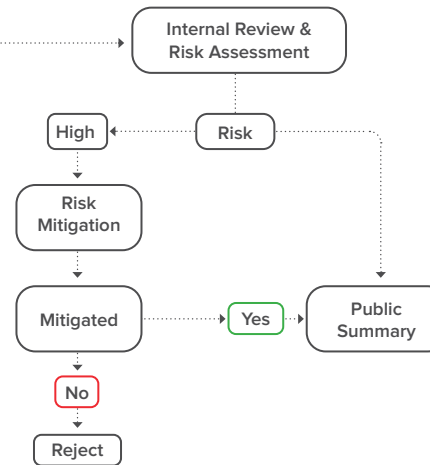 Internal Review &
Risk Assessment
High
Risk
Risk
Mitigation
Mitigated
Yes
Public
Summary
No
Reject